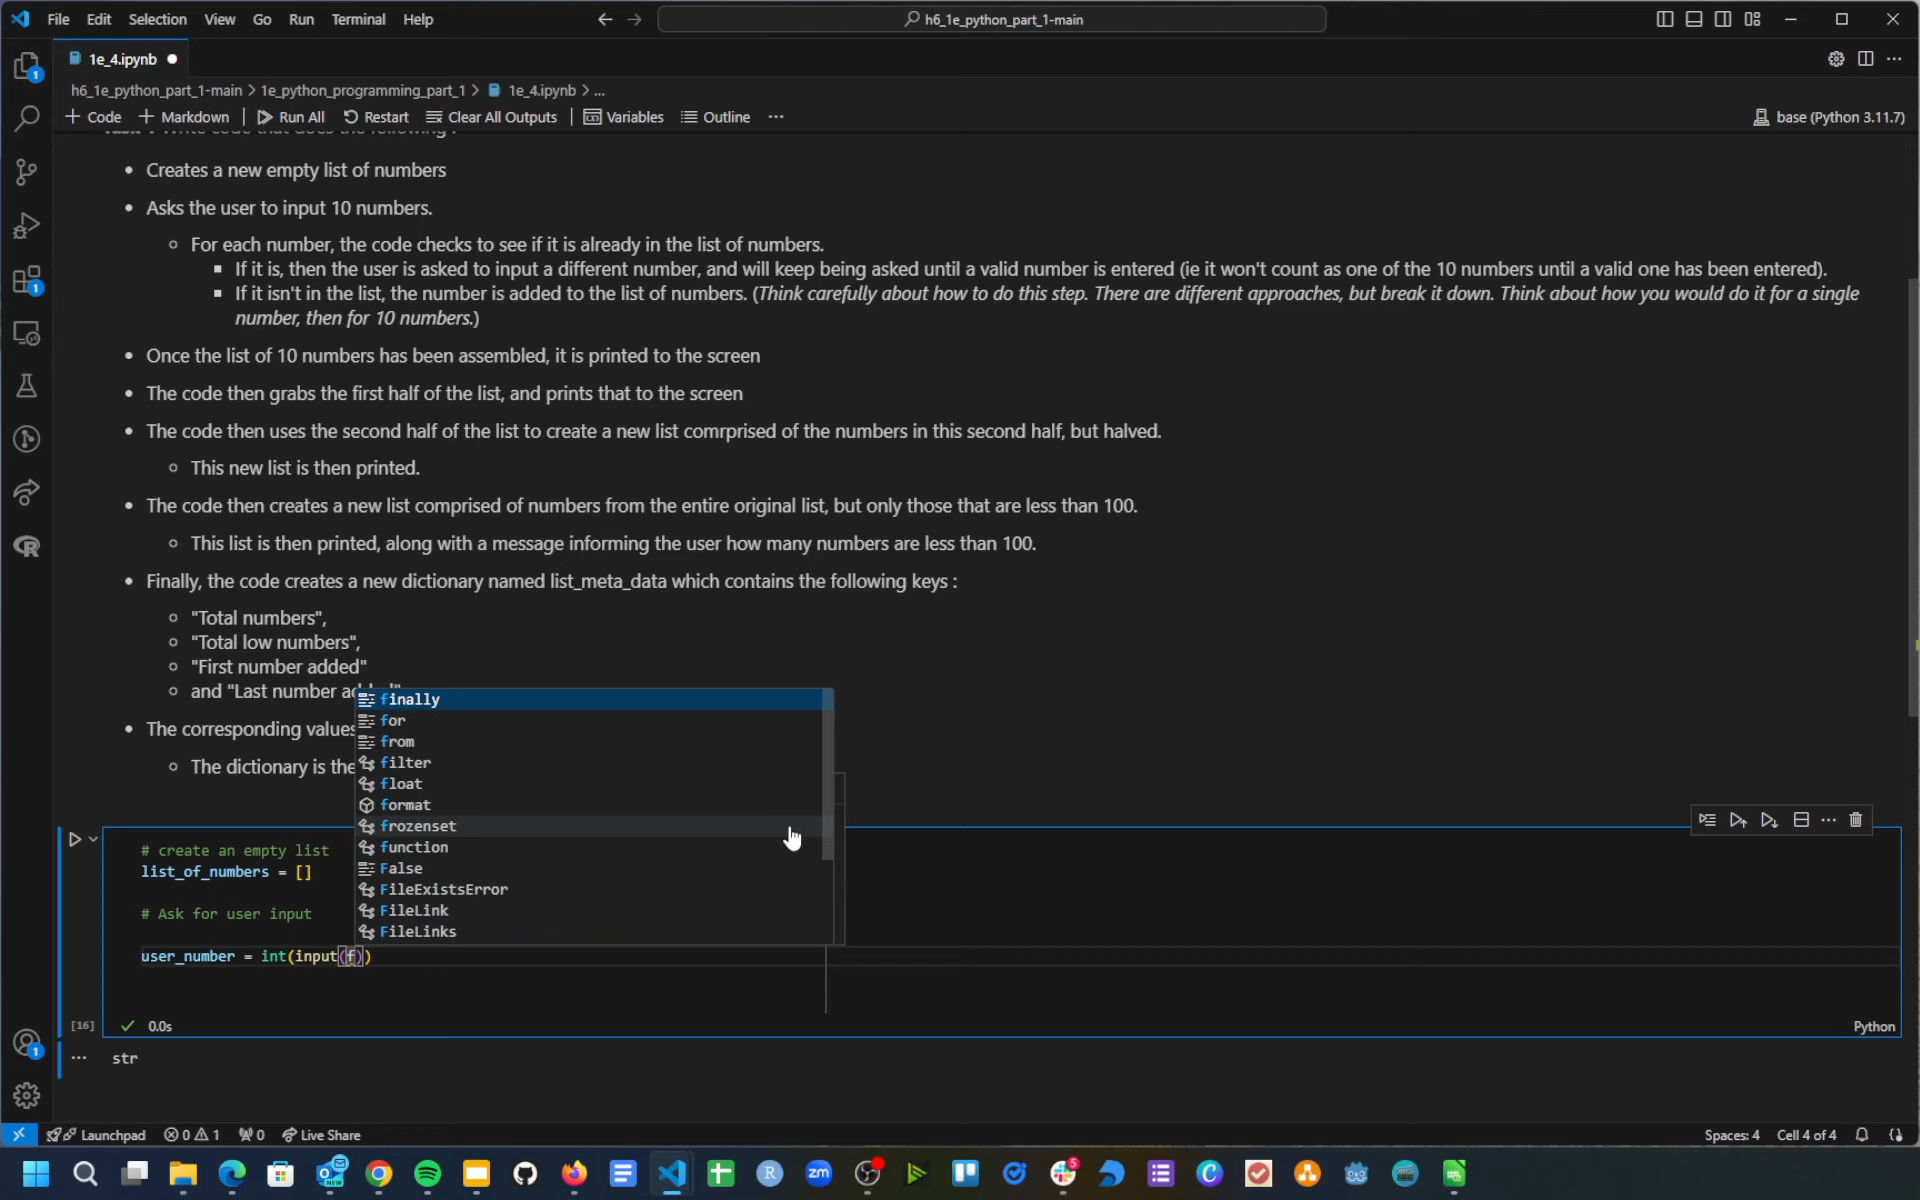 File Edit Selection View Go Run Terminal Help
h6_1e_python_part_1-main
1e_4.ipynb
h6_1e_python_part_1-main > 1e_python_programming_part_1 > 1e_4.ipynb > ...
+ Code + Markdown Run All Restart Clear All Outputs Variables Outline ... base (Python 3.11.7)
• Creates a new empty list of numbers
• Asks the user to input 10 numbers.
For each number, the code checks to see if it is already in the list of numbers.
If it is, then the user is asked to input a different number, and will keep being asked until a valid number is entered (ie it won't count as one of the 10 numbers until a valid one has been entered).
If it isn't in the list, the number is added to the list of numbers. (Think carefully about how to do this step. There are different approaches, but break it down. Think about how you would do it for a single
number, then for 10 numbers.)
• Once the list of 10 numbers has been assembled, it is printed to the screen
• The code then grabs the first half of the list, and prints that to the screen
• The code then uses the second half of the list to create a new list comrprised of the numbers in this second half, but halved.
This new list is then printed.
• The code then creates a new list comprised of numbers from the entire original list, but only those that are less than 100.
This list is then printed, along with a message informing the user how many numbers are less than 100.
• Finally, the code creates a new dictionary named list_meta_data which contains the following keys :
"Total numbers",
"Total low numbers",
"First number added"
and "Last number
• The corresponding values
The dictionary is the
finally
for
from
filter
float
format
frozenset
function
False
FileExistsError
FileLink
FileLinks
# create an empty list
list_of_numbers = []
# Ask for user input
user_number = int(input(f))
[16] 0.0s Python
... str
Launchpad 0 1 0 Live Share Spaces: 4 Cell 4 of 4